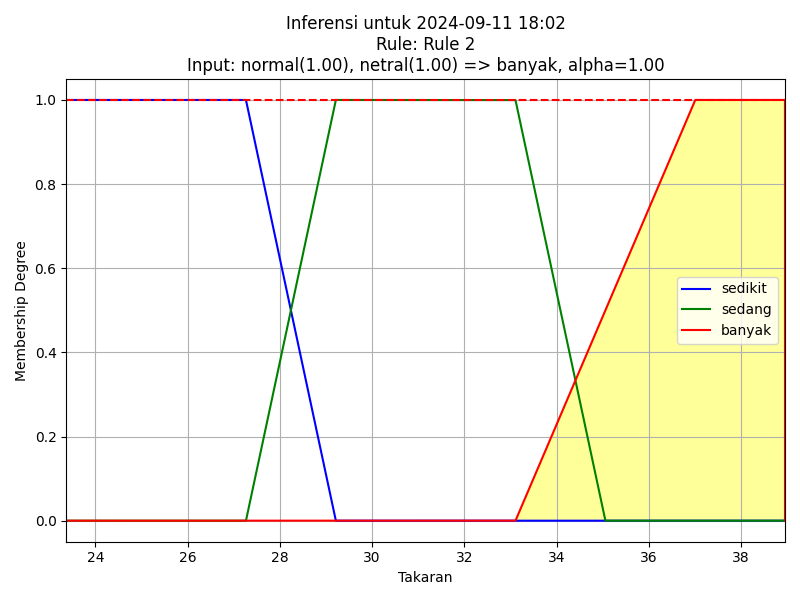 Inferensi untuk 2024-09-11 18:02
Rule: Rule 2
Input: normal(1.00), netral(1.00) => banyak, alpha=1.00
Membership Degree
1.0
0.8
0.6
0.4
0.2
0.0
sedikit
sedang
banyak
24 26 28 30 32 34 36 38
Takaran